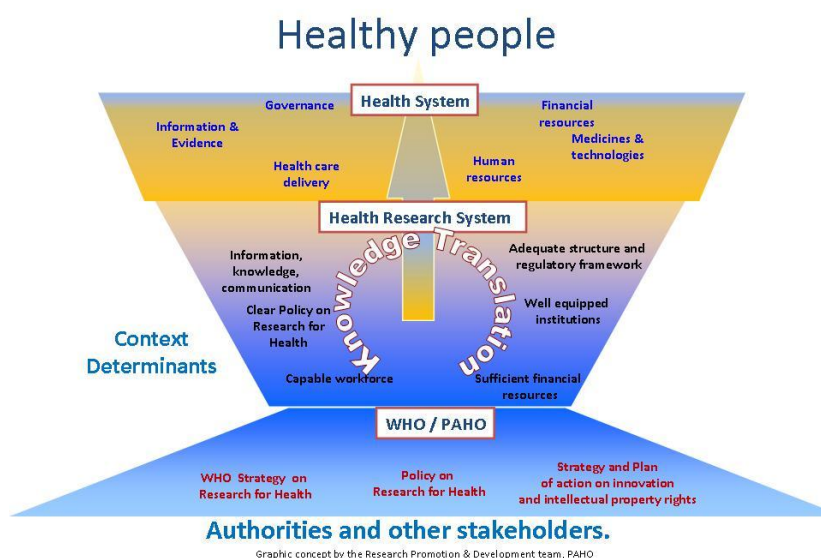 Healthy people
Health System
Governance
Financial
resources
Information &
Evidence
Medicines &
technologies
Health care
delivery
Human
resources
Health Research System
Knowledge Translation
Information,
knowledge,
communication
Adequate structure and
regulatory framework
Clear Policy on
Research for
Health
Well equipped
institutions
Context
Determinants
Capable workforce
Sufficient financial
resources
WHO / PAHO
WHO Strategy on
Research for Health
Policy on
Research for Health
Strategy and Plan
of action on innovation
and intellectual property rights
Authorities and other stakeholders.
Graphic concept by the Research Promotion & Development team, PAHO